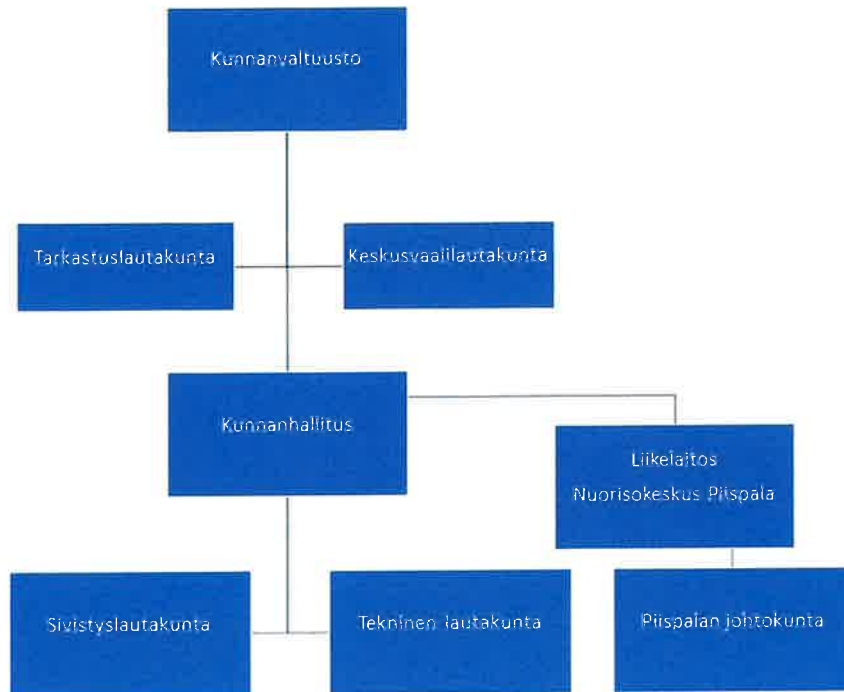 Kunnanvaltuusto
Tarkastuslautakunta
Keskusvaalilautakunta
Kunnanhallitus
Liikelaitos
Nuorisokeskus Piispala
Sivistyslautakunta
Tekninen lautakunta
Piispalan johtokunta